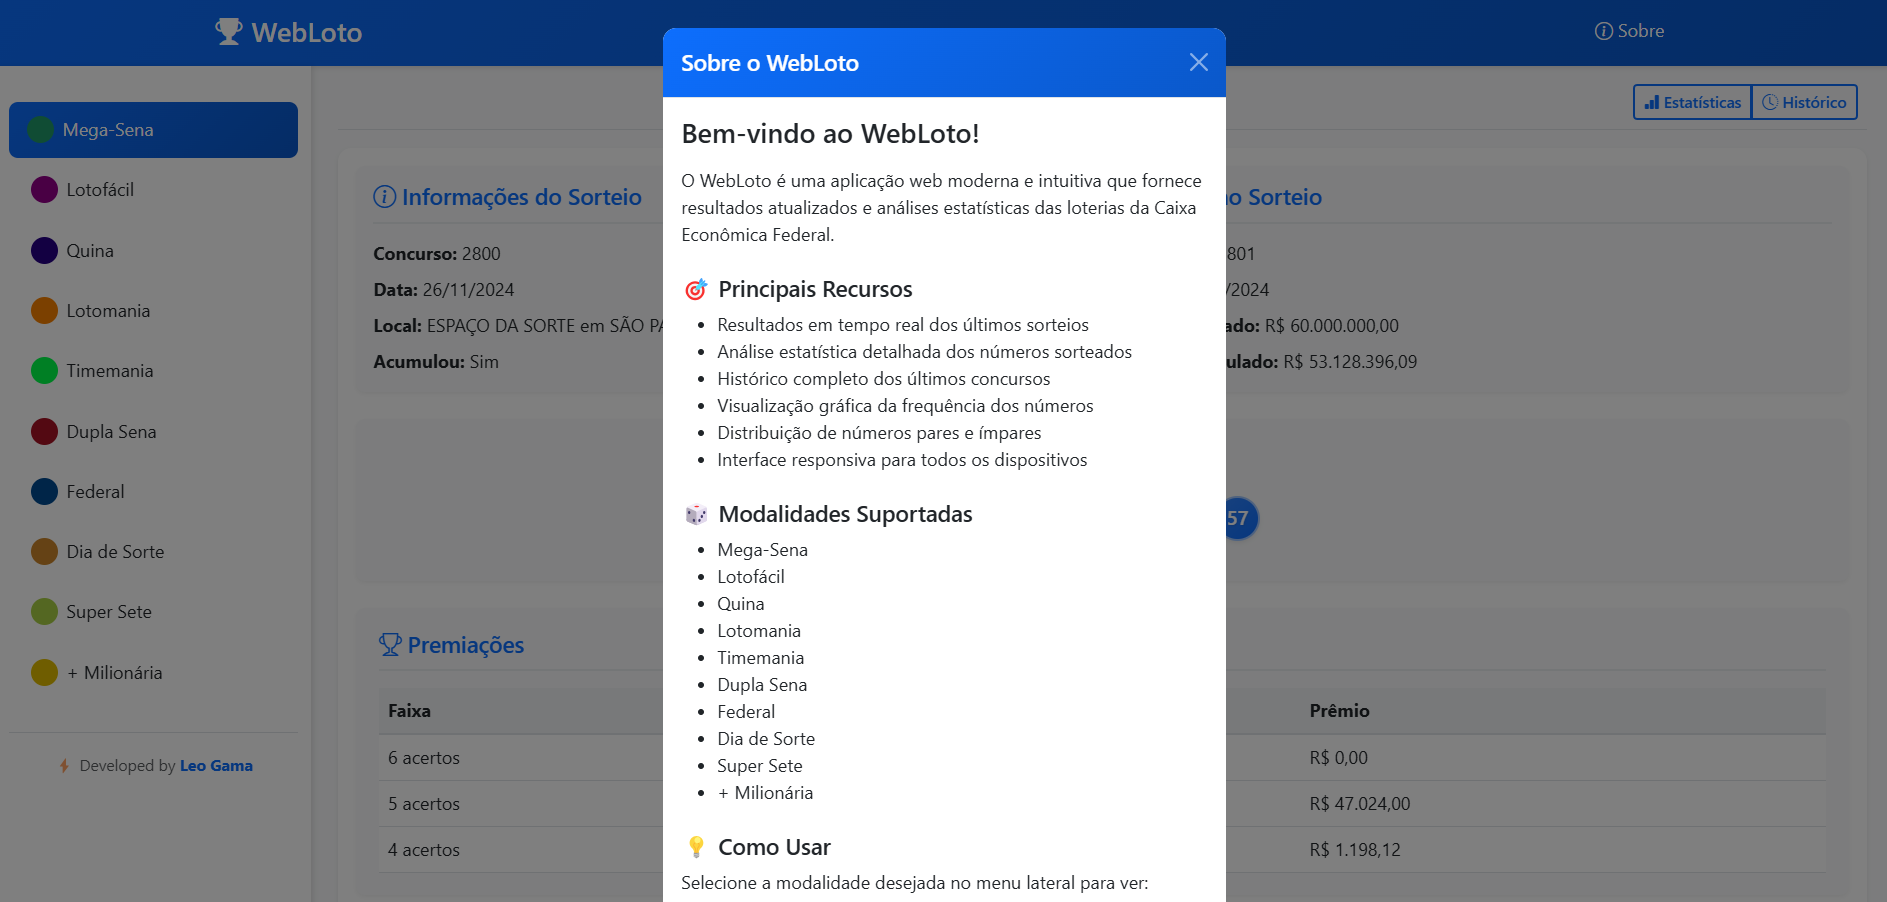 WebLoto
Sobre
Mega-Sena
Lotofácil
Quina
Lotomania
Timemania
Dupla Sena
Federal
Dia de Sorte
Super Sete
+ Milionária
Developed by Leo Gama
Estatísticas
Histórico
Informações do Sorteio
Concurso: 2800
Data: 26/11/2024
Local: ESPAÇO DA SORTE em SÃO
Acumulou: Sim
Sorteio
801
/2024
R$ 60.000.000,00
R$ 53.128.396,09
57
Premiações
Faixa
Prêmio
6 acertos
R$ 0,00
5 acertos
R$ 47.024,00
4 acertos
R$ 1.198,12
Sobre o WebLoto
Bem-vindo ao WebLoto!
O WebLoto é uma aplicação web moderna e intuitiva que fornece
resultados atualizados e análises estatísticas das loterias da Caixa
Econômica Federal.
Principais Recursos
Resultados em tempo real dos últimos sorteios
Análise estatística detalhada dos números sorteados
Histórico completo dos últimos concursos
Visualização gráfica da frequência dos números
Distribuição de números pares e ímpares
Interface responsiva para todos os dispositivos
Modalidades Suportadas
Mega-Sena
Lotofácil
Quina
Lotomania
Timemania
Dupla Sena
Federal
Dia de Sorte
Super Sete
+ Milionária
Como Usar
Selecione a modalidade desejada no menu lateral para ver: